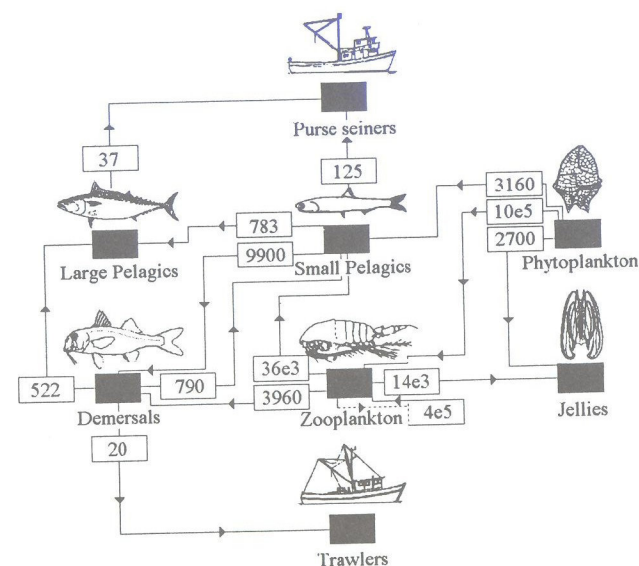 Purse seiners
37
125
3160
783
10e5
9900
2700
Large Pelagics
Small Pelagics
Phytoplankton
36e3
522
790
3960
14e3
4e5
Demersals
Zooplankton
Jellies
20
Trawlers